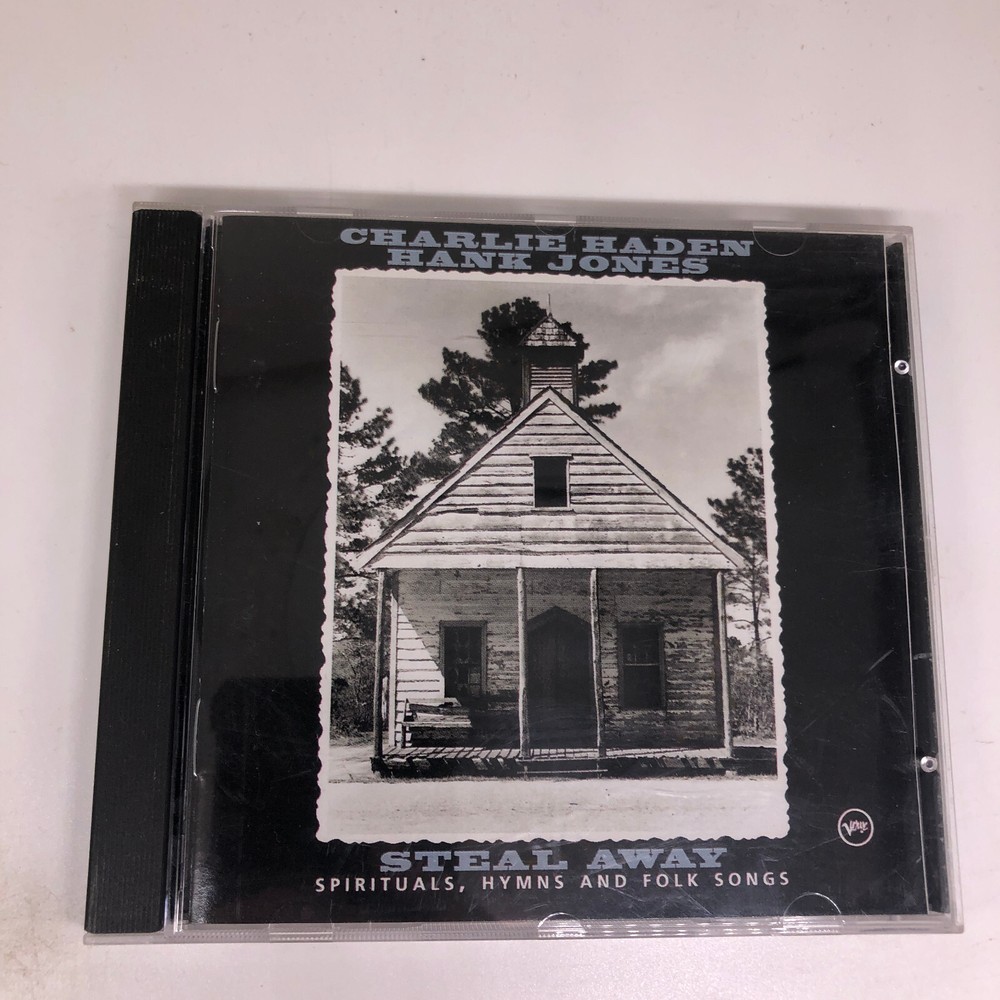 CHARLIE HADEN
HANK JONES
Verve
STEAL AWAY
SPIRITUALS, HYMNS AND FOLK SONGS